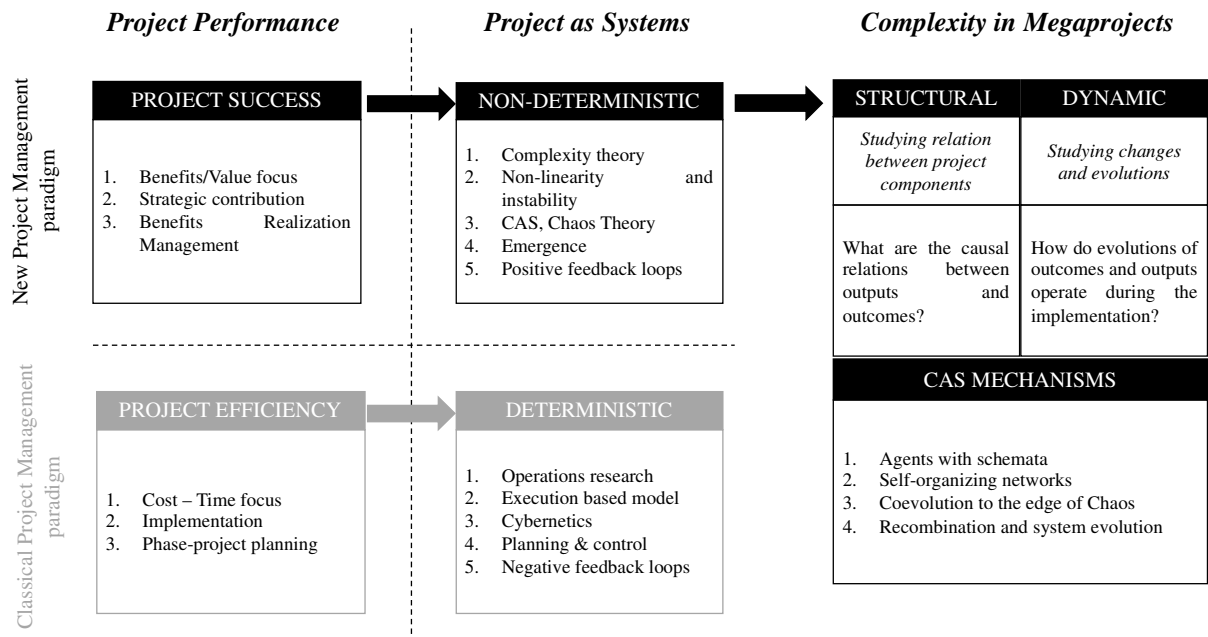 Project Performance
Project as Systems
Complexity in Megaprojects
New Project Management
paradigm
PROJECT SUCCESS
1. Benefits/Value focus
2. Strategic contribution
3. Benefits Realization
Management
NON-DETERMINISTIC
1. Complexity theory
2. Non-linearity and
instability
3. CAS, Chaos Theory
4. Emergence
5. Positive feedback loops
STRUCTURAL
Studying relation
between project
components
What are the causal
relations between
outputs and
outcomes?
DYNAMIC
Studying changes
and evolutions
How do evolutions of
outcomes and outputs
operate during the
implementation?
Classical Project Management
paradigm
PROJECT EFFICIENCY
1. Cost – Time focus
2. Implementation
3. Phase-project planning
DETERMINISTIC
1. Operations research
2. Execution based model
3. Cybernetics
4. Planning & control
5. Negative feedback loops
CAS MECHANISMS
1. Agents with schemata
2. Self-organizing networks
3. Coevolution to the edge of Chaos
4. Recombination and system evolution